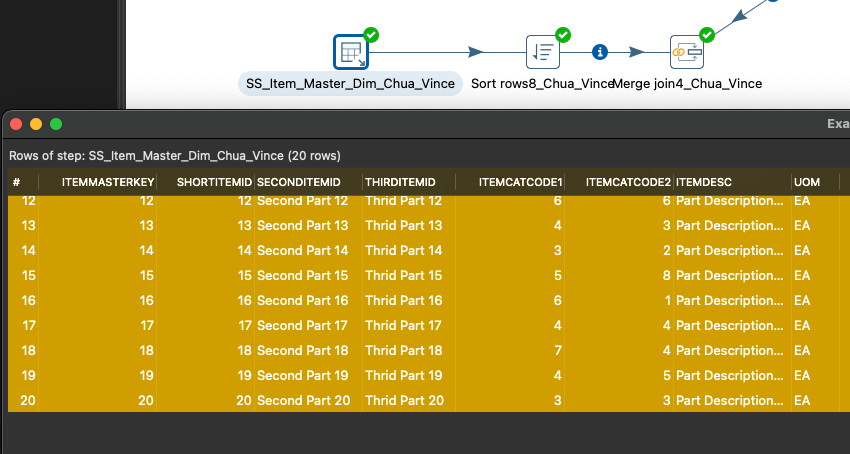 SS_Item_Master_Dim_Chua_Vince Sort rows8_Chua_Vince Merge join4_Chua_Vince
Exa
Rows of step: SS_Item_Master_Dim_Chua_Vince (20 rows)
# ITEMMASTERKEY SHORTITEMID SECONDITEMID THIRDITEMID ITEMCATCODE1 ITEMCATCODE2 ITEMDESC UOM
12 12 12 Second Part 12 Thrid Part 12 6 6 Part Description... EA
13 13 13 Second Part 13 Thrid Part 13 4 3 Part Description... EA
14 14 14 Second Part 14 Thrid Part 14 3 2 Part Description... EA
15 15 15 Second Part 15 Thrid Part 15 5 8 Part Description... EA
16 16 16 Second Part 16 Thrid Part 16 6 1 Part Description... EA
17 17 17 Second Part 17 Thrid Part 17 4 4 Part Description... EA
18 18 18 Second Part 18 Thrid Part 18 7 4 Part Description... EA
19 19 19 Second Part 19 Thrid Part 19 4 5 Part Description... EA
20 20 20 Second Part 20 Thrid Part 20 3 3 Part Description... EA